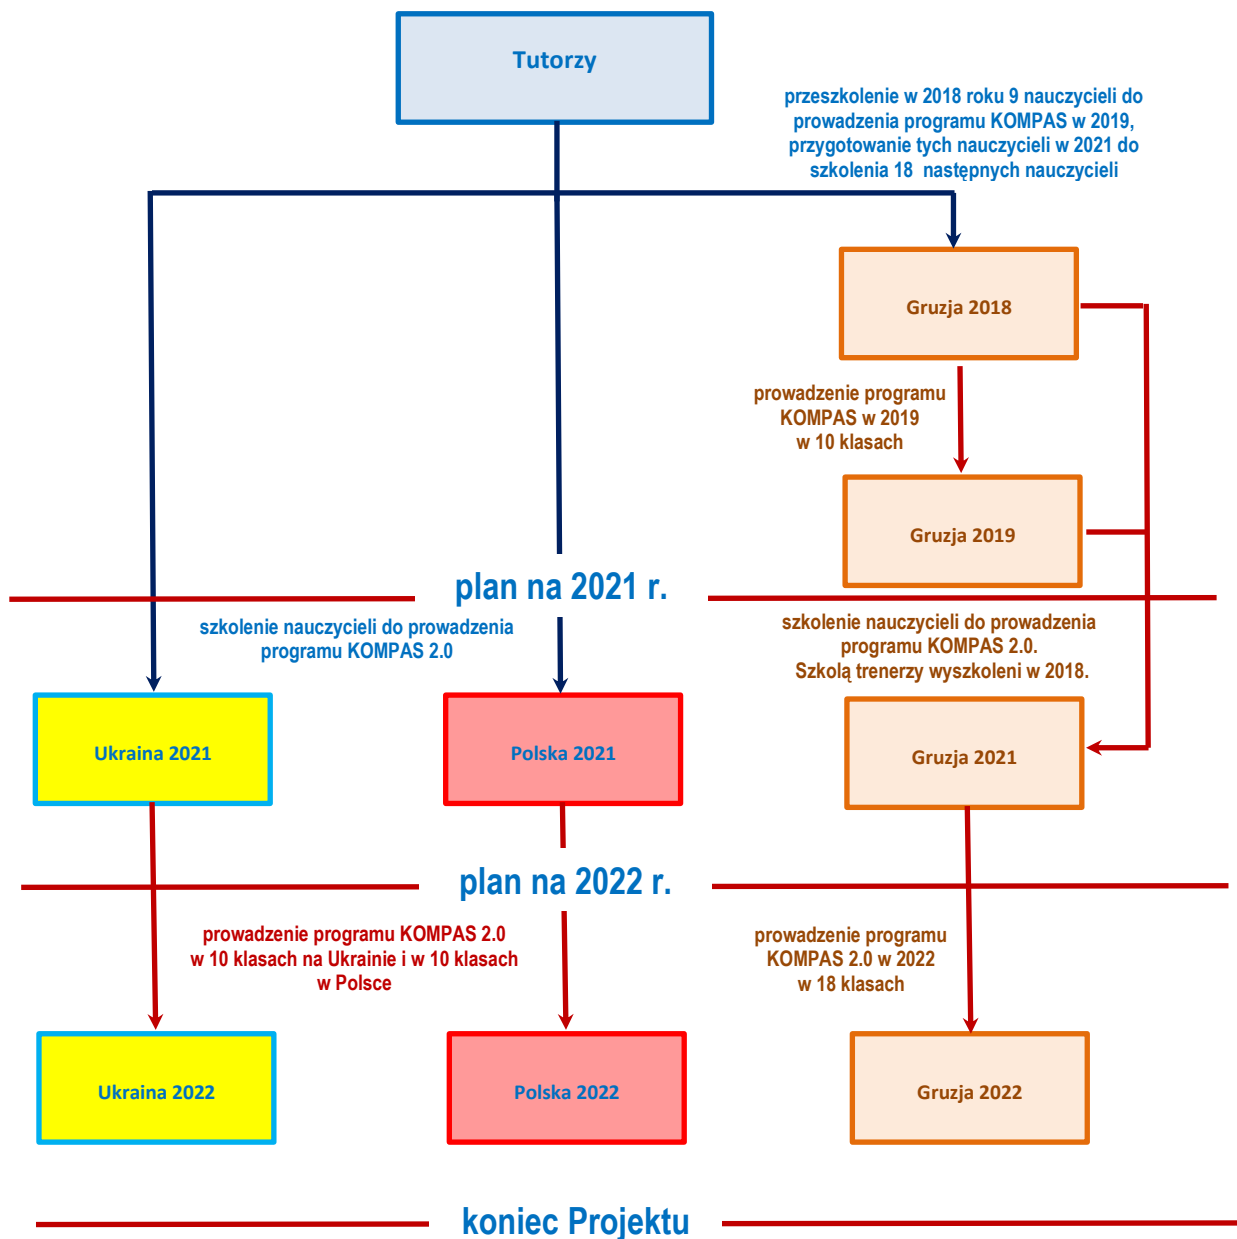 Tutorzy
przeszkolenie w 2018 roku 9 nauczycieli do
prowadzenia programu KOMPAS w 2019,
przygotowanie tych nauczycieli w 2021 do
szkolenia 18 następnych nauczycieli
Gruzja 2018
prowadzenie programu
KOMPAS w 2019
w 10 klasach
Gruzja 2019
plan na 2021 r.
szkolenie nauczycieli do prowadzenia
programu KOMPAS 2.0
szkolenie nauczycieli do prowadzenia
programu KOMPAS 2.0.
Szkolą trenerzy wyszkoleni w 2018.
Ukraina 2021
Polska 2021
Gruzja 2021
plan na 2022 r.
prowadzenie programu KOMPAS 2.0
w 10 klasach na Ukrainie i w 10 klasach
w Polsce
prowadzenie programu
KOMPAS 2.0 w 2022
w 18 klasach
Ukraina 2022
Polska 2022
Gruzja 2022
koniec Projektu